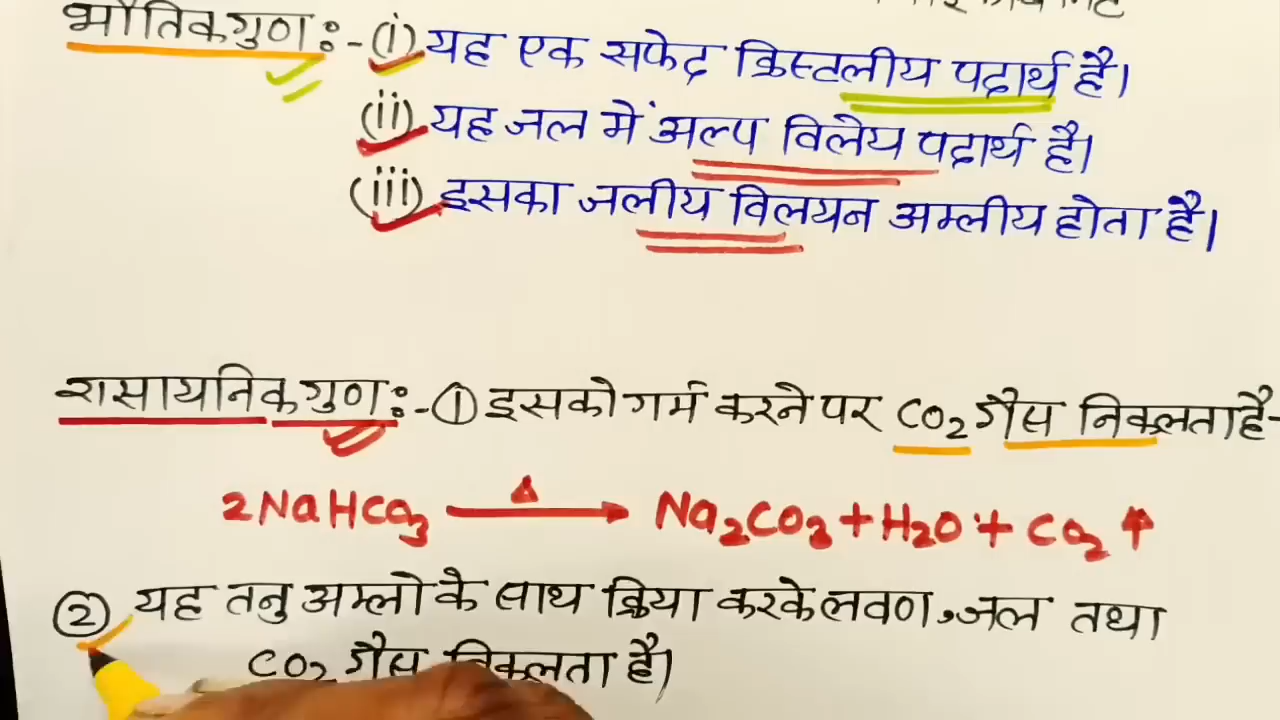 भौतिकगुण :- (i) यह एक सफेद क्रिस्टलीय पदार्थ है।
(ii) यह जल में अल्प विलेय पदार्थ है।
(iii) इसका जलीय विलयन अम्लीय होता है।
रासायनिक गुण :- ① इसको गर्म करने पर CO₂ गैस निकलता है-
2NaHCO₃ —Δ→ Na₂CO₃ + H₂O + CO₂ ↑
② यह तनु अम्लो के साथ क्रिया करके लवण, जल तथा
CO₂ गैस निकलता है।